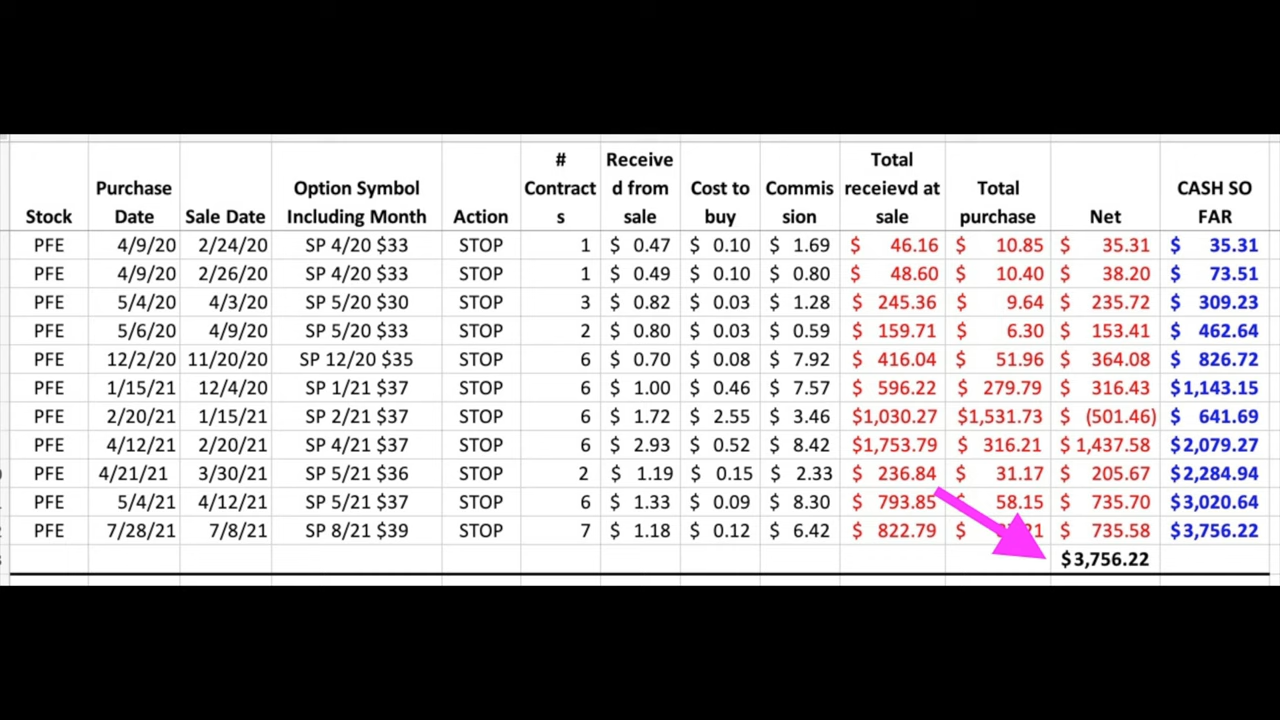 # Receive Total
Purchase Option Symbol Contract d from Cost to Commis receievd at Total CASH SO
Stock Date Sale Date Including Month Action s sale buy sion sale purchase Net FAR
PFE 4/9/20 2/24/20 SP 4/20 $33 STOP 1 $ 0.47 $ 0.10 $ 1.69 $ 46.16 $ 10.85 $ 35.31 $ 35.31
PFE 4/9/20 2/26/20 SP 4/20 $33 STOP 1 $ 0.49 $ 0.10 $ 0.80 $ 48.60 $ 10.40 $ 38.20 $ 73.51
PFE 5/4/20 4/3/20 SP 5/20 $30 STOP 3 $ 0.82 $ 0.03 $ 1.28 $ 245.36 $ 9.64 $ 235.72 $ 309.23
PFE 5/6/20 4/9/20 SP 5/20 $33 STOP 2 $ 0.80 $ 0.03 $ 0.59 $ 159.71 $ 6.30 $ 153.41 $ 462.64
PFE 12/2/20 11/20/20 SP 12/20 $35 STOP 6 $ 0.70 $ 0.08 $ 7.92 $ 416.04 $ 51.96 $ 364.08 $ 826.72
PFE 1/15/21 12/4/20 SP 1/21 $37 STOP 6 $ 1.00 $ 0.46 $ 7.57 $ 596.22 $ 279.79 $ 316.43 $1,143.15
PFE 2/20/21 1/15/21 SP 2/21 $37 STOP 6 $ 1.72 $ 2.55 $ 3.46 $1,030.27 $1,531.73 $ (501.46) $ 641.69
PFE 4/12/21 2/20/21 SP 4/21 $37 STOP 6 $ 2.93 $ 0.52 $ 8.42 $1,753.79 $ 316.21 $ 1,437.58 $2,079.27
PFE 4/21/21 3/30/21 SP 5/21 $36 STOP 2 $ 1.19 $ 0.15 $ 2.33 $ 236.84 $ 31.17 $ 205.67 $2,284.94
PFE 5/4/21 4/12/21 SP 5/21 $37 STOP 6 $ 1.33 $ 0.09 $ 8.30 $ 793.85 $ 58.15 $ 735.70 $3,020.64
PFE 7/28/21 7/8/21 SP 8/21 $39 STOP 7 $ 1.18 $ 0.12 $ 6.42 $ 822.79 $ $ 735.58 $3,756.22
$3,756.22